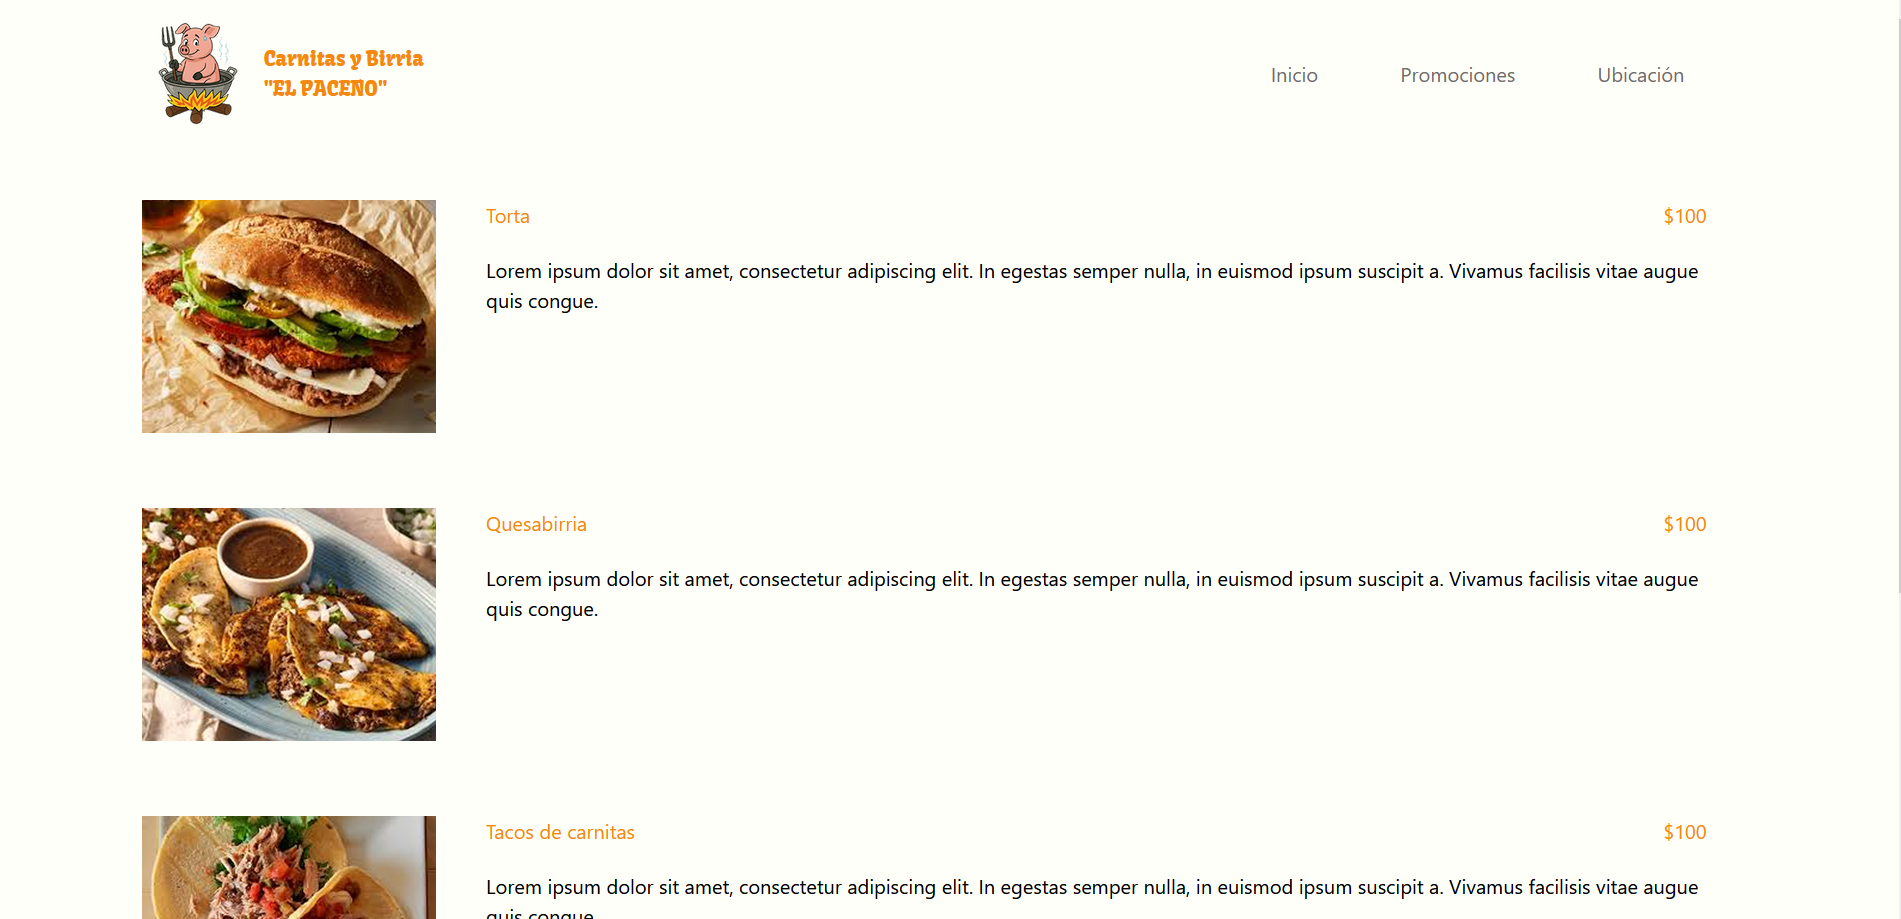 Carnitas y Birria
"EL PACEÑO"
Inicio
Promociones
Ubicación
Torta
$100
Lorem ipsum dolor sit amet, consectetur adipiscing elit. In egestas semper nulla, in euismod ipsum suscipit a. Vivamus facilisis vitae augue
quis congue.
Quesabirria
$100
Lorem ipsum dolor sit amet, consectetur adipiscing elit. In egestas semper nulla, in euismod ipsum suscipit a. Vivamus facilisis vitae augue
quis congue.
Tacos de carnitas
$100
Lorem ipsum dolor sit amet, consectetur adipiscing elit. In egestas semper nulla, in euismod ipsum suscipit a. Vivamus facilisis vitae augue
quis congue.